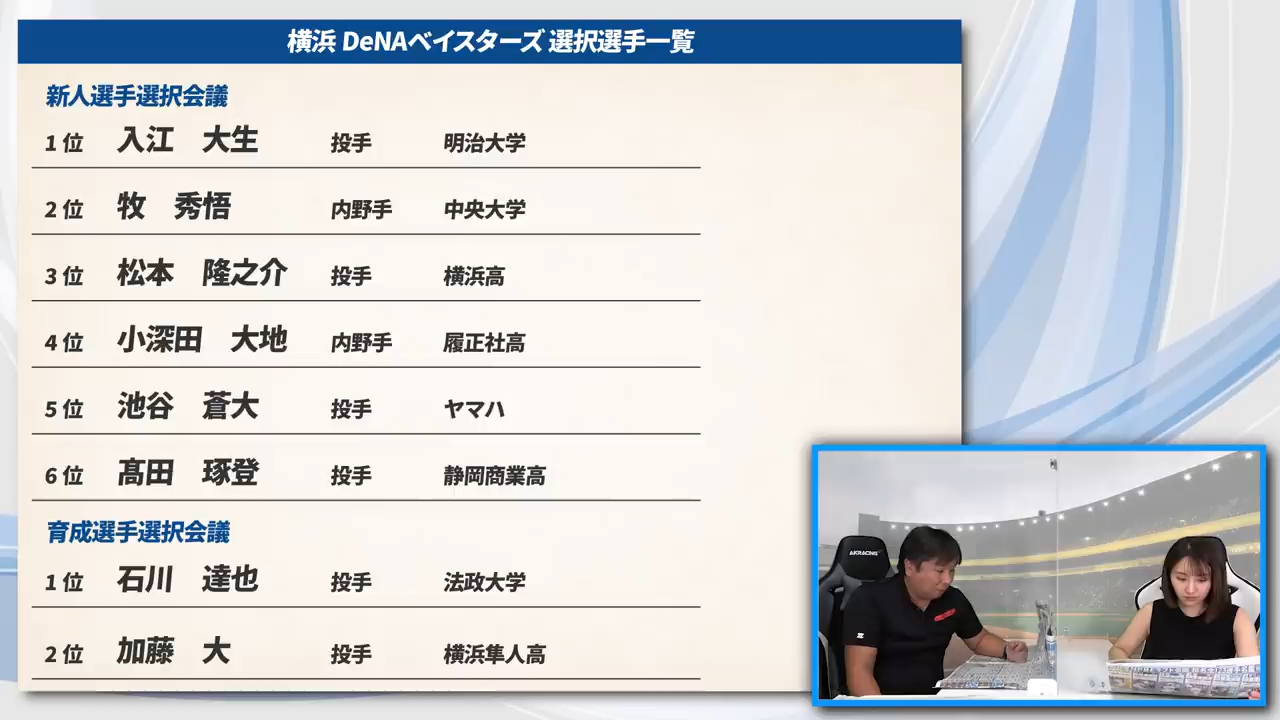 横浜 DeNAベイスターズ 選択選手一覧
新人選手選択会議
1位 入江 大生 投手 明治大学
2位 牧 秀悟 内野手 中央大学
3位 松本 隆之介 投手 横浜高
4位 小深田 大地 内野手 履正社高
5位 池谷 蒼大 投手 ヤマハ
6位 髙田 琢登 投手 静岡商業高
育成選手選択会議
1位 石川 達也 投手 法政大学
2位 加藤 大 投手 横浜隼人高
AKRACING